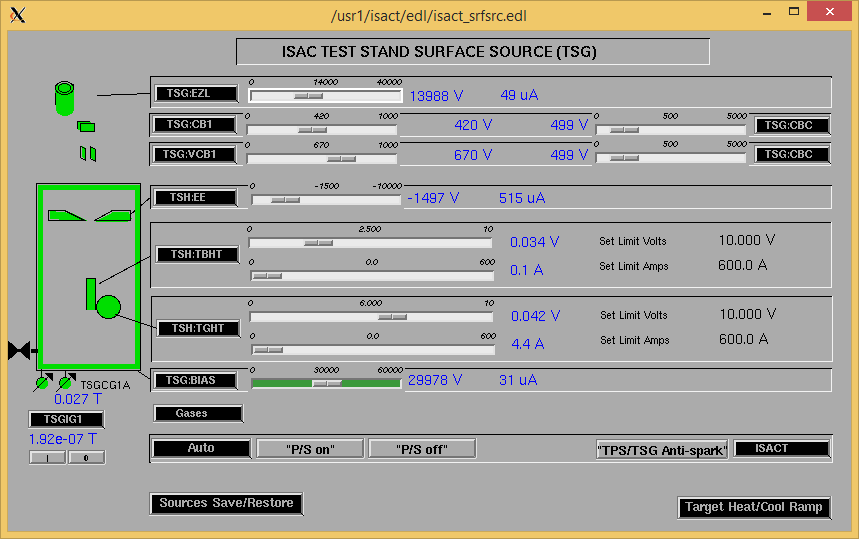 /usr1/isact/edl/isact_srfsrc.edl
ISAC TEST STAND SURFACE SOURCE (TSG)
0 14000 40000
TSG:EZL 13988 V 49 uA
0 420 1000 0 500 5000
TSG:CB1 420 V 499 V TSG:CBC
0 670 1000 0 500 5000
TSG:VCB1 670 V 499 V TSG:CBC
0 -1500 -10000
TSH:EE -1497 V 515 uA
0 2.500 10
0.034 V Set Limit Volts 10.000 V
TSH:TBHT
0 0.0 600
0.1 A Set Limit Amps 600.0 A
0 6.000 10
0.042 V Set Limit Volts 10.000 V
TSH:TGHT
0 0.0 600
4.4 A Set Limit Amps 600.0 A
0 30000 60000
TSG:BIAS 29978 V 31 uA
TSGCG1A
0.027 T
Gases
TSGIG1
1.92e-07 T
I 0
Auto "P/S on" "P/S off" "TPS/TSG Anti-spark" ISACT
Sources Save/Restore
Target Heat/Cool Ramp